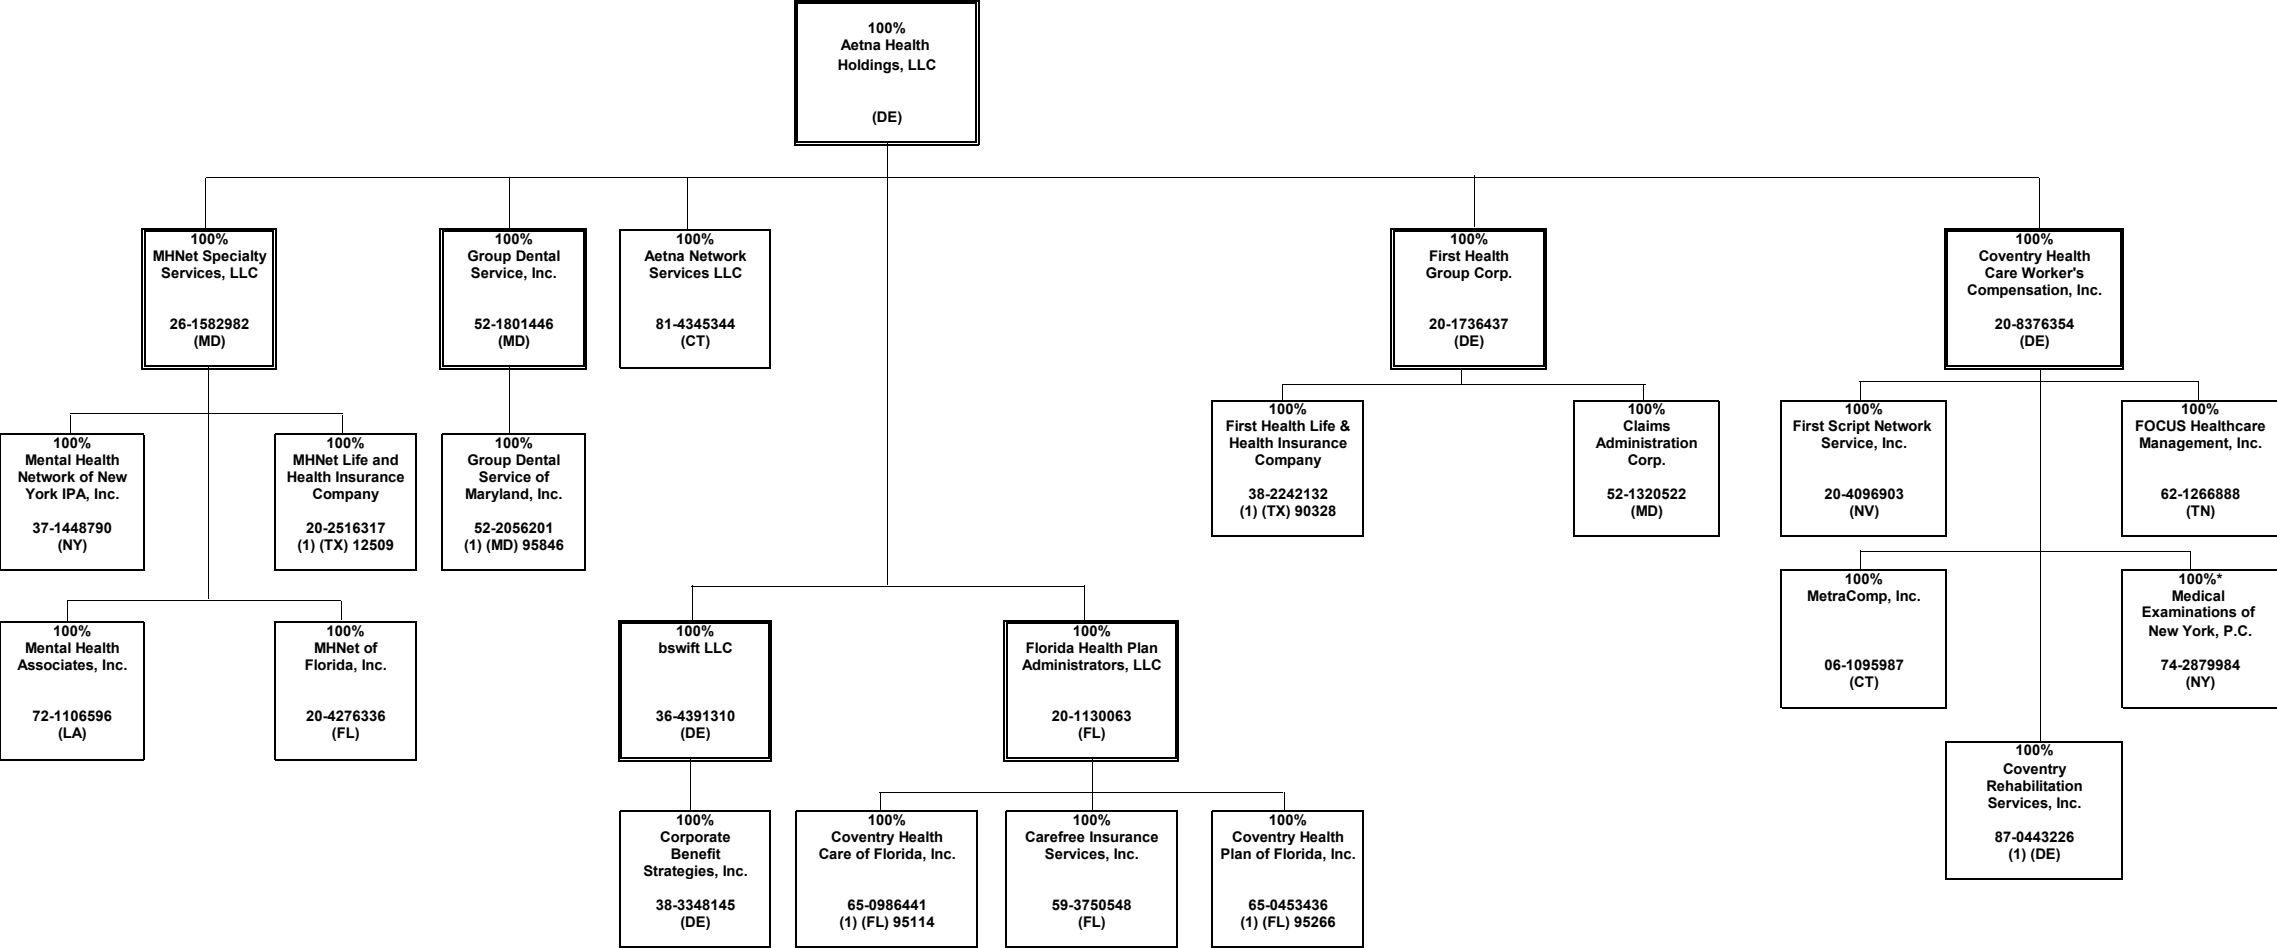 100%
Aetna Health
Holdings, LLC
(DE)
100%
MHNet Specialty
Services, LLC
26-1582982
(MD)
100%
Group Dental
Service, Inc.
52-1801446
(MD)
100%
Aetna Network
Services LLC
81-4345344
(CT)
100%
First Health
Group Corp.
20-1736437
(DE)
100%
Coventry Health
Care Worker's
Compensation, Inc.
20-8376354
(DE)
100%
Mental Health
Network of New
York IPA, Inc.
37-1448790
(NY)
100%
MHNet Life and
Health Insurance
Company
20-2516317
(1) (TX) 12509
100%
Group Dental
Service of
Maryland, Inc.
52-2056201
(1) (MD) 95846
100%
First Health Life &
Health Insurance
Company
38-2242132
(1) (TX) 90328
100%
Claims
Administration
Corp.
52-1320522
(MD)
100%
First Script Network
Service, Inc.
20-4096903
(NV)
100%
FOCUS Healthcare
Management, Inc.
62-1266888
(TN)
100%
MetraComp, Inc.
06-1095987
(CT)
100%*
Medical
Examinations of
New York, P.C.
74-2879984
(NY)
100%
Mental Health
Associates, Inc.
72-1106596
(LA)
100%
MHNet of
Florida, Inc.
20-4276336
(FL)
100%
bswift LLC
36-4391310
(DE)
100%
Florida Health Plan
Administrators, LLC
20-1130063
(FL)
100%
Coventry
Rehabilitation
Services, Inc.
87-0443226
(1) (DE)
100%
Corporate
Benefit
Strategies, Inc.
38-3348145
(DE)
100%
Coventry Health
Care of Florida, Inc.
65-0986441
(1) (FL) 95114
100%
Carefree Insurance
Services, Inc.
59-3750548
(FL)
100%
Coventry Health
Plan of Florida, Inc.
65-0453436
(1) (FL) 95266